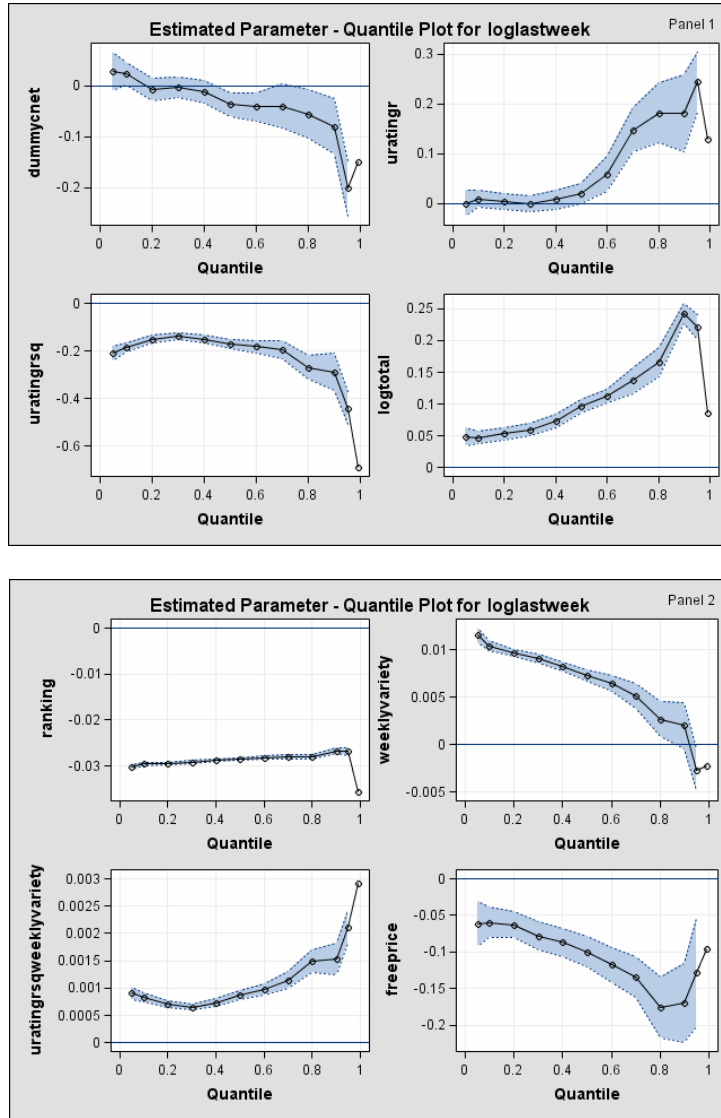 Estimated Parameter - Quantile Plot for loglastweek
Panel 1
dummycnet
0
-0.1
-0.2
0 0.2 0.4 0.6 0.8 1
Quantile
uratingr
0.3
0.2
0.1
0
0 0.2 0.4 0.6 0.8 1
Quantile
uratingrsq
0
-0.2
-0.4
-0.6
0 0.2 0.4 0.6 0.8 1
Quantile
logtotal
0.25
0.20
0.15
0.10
0.05
0
0 0.2 0.4 0.6 0.8 1
Quantile
Estimated Parameter - Quantile Plot for loglastweek
Panel 2
ranking
0
-0.01
-0.02
-0.03
0 0.2 0.4 0.6 0.8 1
Quantile
weeklyvariety
0.01
0.005
0
-0.005
0 0.2 0.4 0.6 0.8 1
Quantile
uratingrsqweeklyvariety
0.003
0.0025
0.002
0.0015
0.001
0.0005
0
0 0.2 0.4 0.6 0.8 1
Quantile
freeprice
0
-0.05
-0.1
-0.15
-0.2
0 0.2 0.4 0.6 0.8 1
Quantile